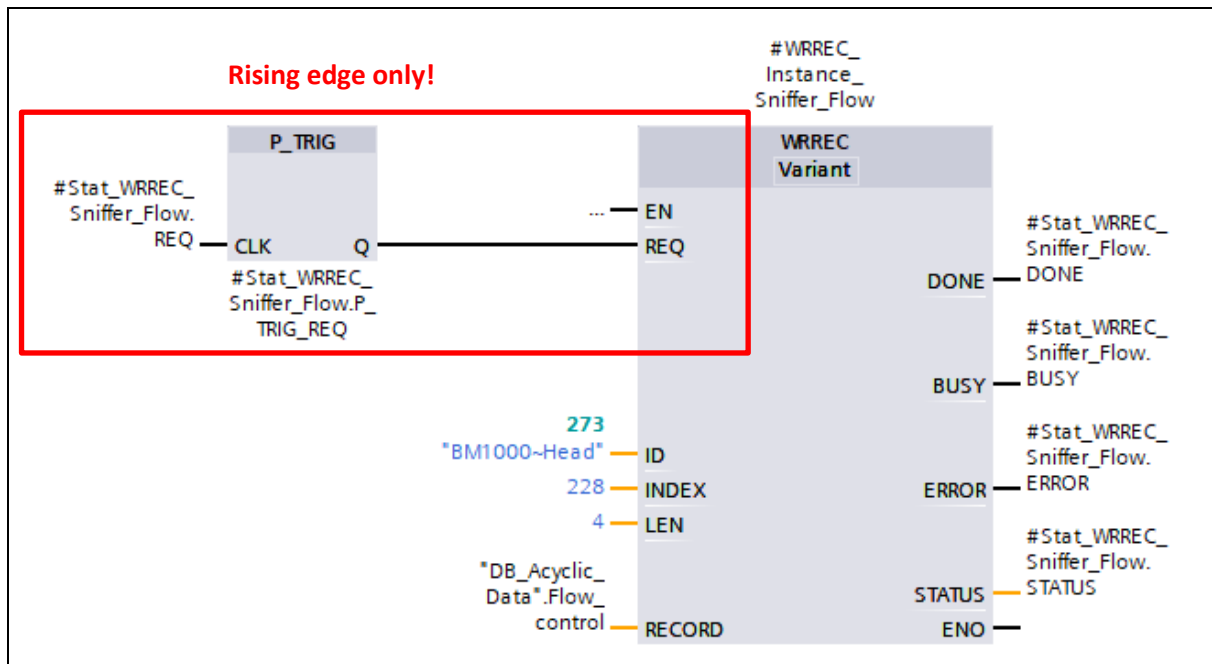 Rising edge only!
#WRREC_
Instance_
Sniffer_Flow
P_TRIG
WRREC
Variant
#Stat_WRREC_
Sniffer_Flow.
REQ
CLK
Q
#Stat_WRREC_
Sniffer_Flow.P_
TRIG_REQ
...
EN
REQ
DONE
#Stat_WRREC_
Sniffer_Flow.
DONE
BUSY
#Stat_WRREC_
Sniffer_Flow.
BUSY
273
"BM1000~Head"
ID
228
INDEX
4
LEN
ERROR
#Stat_WRREC_
Sniffer_Flow.
ERROR
"DB_Acyclic_
Data".Flow_
control
RECORD
STATUS
#Stat_WRREC_
Sniffer_Flow.
STATUS
ENO